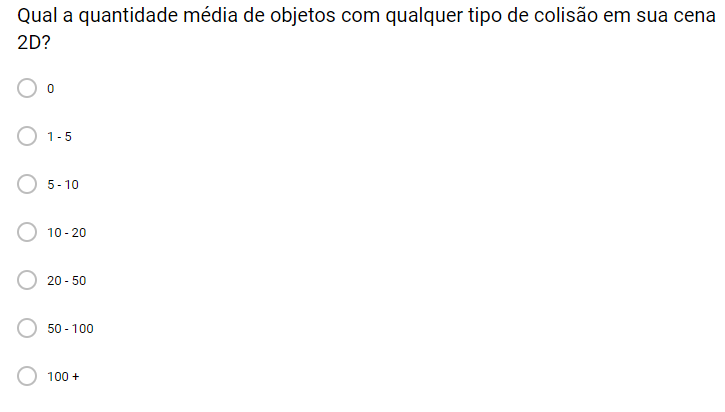 Qual a quantidade média de objetos com qualquer tipo de colisão em sua cena
2D?
0
1 - 5
5 - 10
10 - 20
20 - 50
50 - 100
100 +